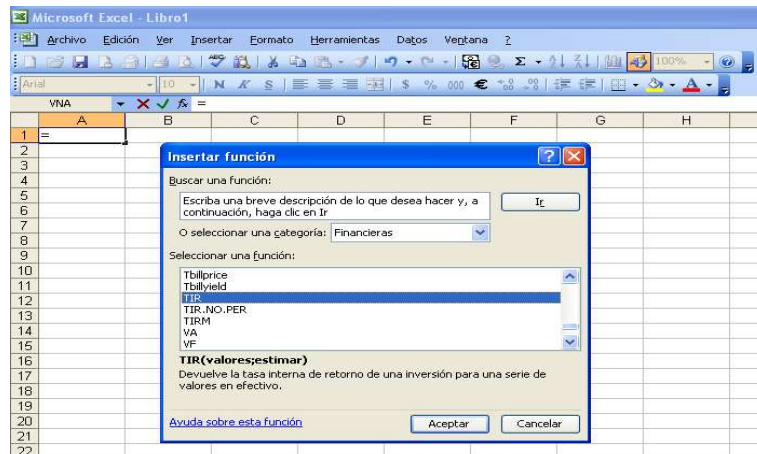 Microsoft Excel - Libro1
Archivo Edición Ver Insertar Formato Herramientas Datos Ventana ?
100%
Arial 10 N K S $ % 000 €
VNA fx =
A B C D E F G H
1 =
2
3
4
5
6
7
8
9
10
11
12
13
14
15
16
17
18
19
20
21
22
Insertar función
Buscar una función:
Escriba una breve descripción de lo que desea hacer y, a
continuación, haga clic en Ir
Ir
O seleccionar una categoría: Financieras
Seleccionar una función:
Tbillprice
Tbillyield
TIR
TIR.NO.PER
TIRM
VA
VF
TIR(valores;estimar)
Devuelve la tasa interna de retorno de una inversión para una serie de
valores en efectivo.
Ayuda sobre esta función
Aceptar Cancelar